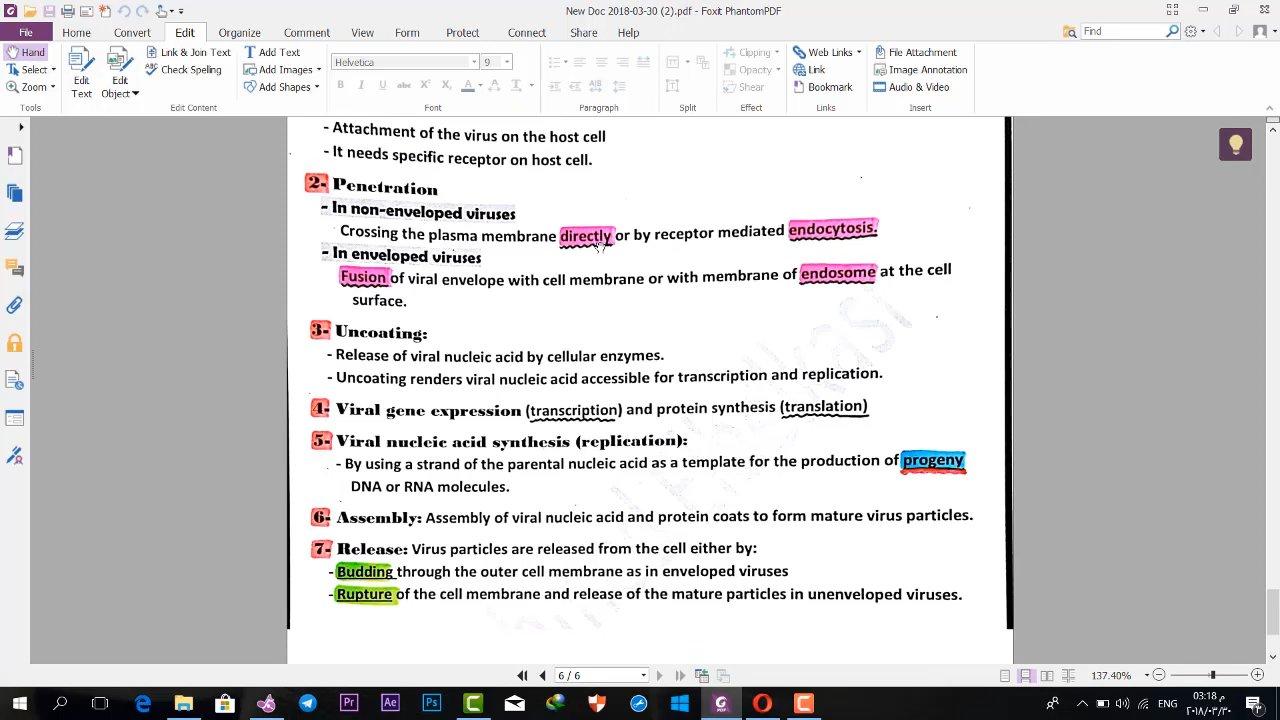 New Doc 2018-03-30 (2).pdf - Foxit PhantomPDF
File Home Convert Edit Organize Comment View Form Protect Connect Share Help Find
Hand Edit Text Edit Object Link & Join Text Add Text Helvetica 9 Clipping Web Links File Attachment
Select Check Spelling Add Images Opacity Link Image Annotation
Zoom Add Shapes B I U abc X² X₂ A T Shear Bookmark Audio & Video
Tools Edit Content Font Paragraph Split Effect Links Insert
- Attachment of the virus on the host cell
- It needs specific receptor on host cell.
2- Penetration
- In non-enveloped viruses
Crossing the plasma membrane directly or by receptor mediated endocytosis.
- In enveloped viruses
Fusion of viral envelope with cell membrane or with membrane of endosome at the cell
surface.
3- Uncoating:
- Release of viral nucleic acid by cellular enzymes.
- Uncoating renders viral nucleic acid accessible for transcription and replication.
4- Viral gene expression (transcription) and protein synthesis (translation)
5- Viral nucleic acid synthesis (replication):
- By using a strand of the parental nucleic acid as a template for the production of progeny
DNA or RNA molecules.
6- Assembly: Assembly of viral nucleic acid and protein coats to form mature virus particles.
7- Release: Virus particles are released from the cell either by:
- Budding through the outer cell membrane as in enveloped viruses
- Rupture of the cell membrane and release of the mature particles in unenveloped viruses.
6 / 6 137.40%
Pr Ae Ps C PDF C ENG 03:18 م
٢٠١٨/٠٣/٣٠